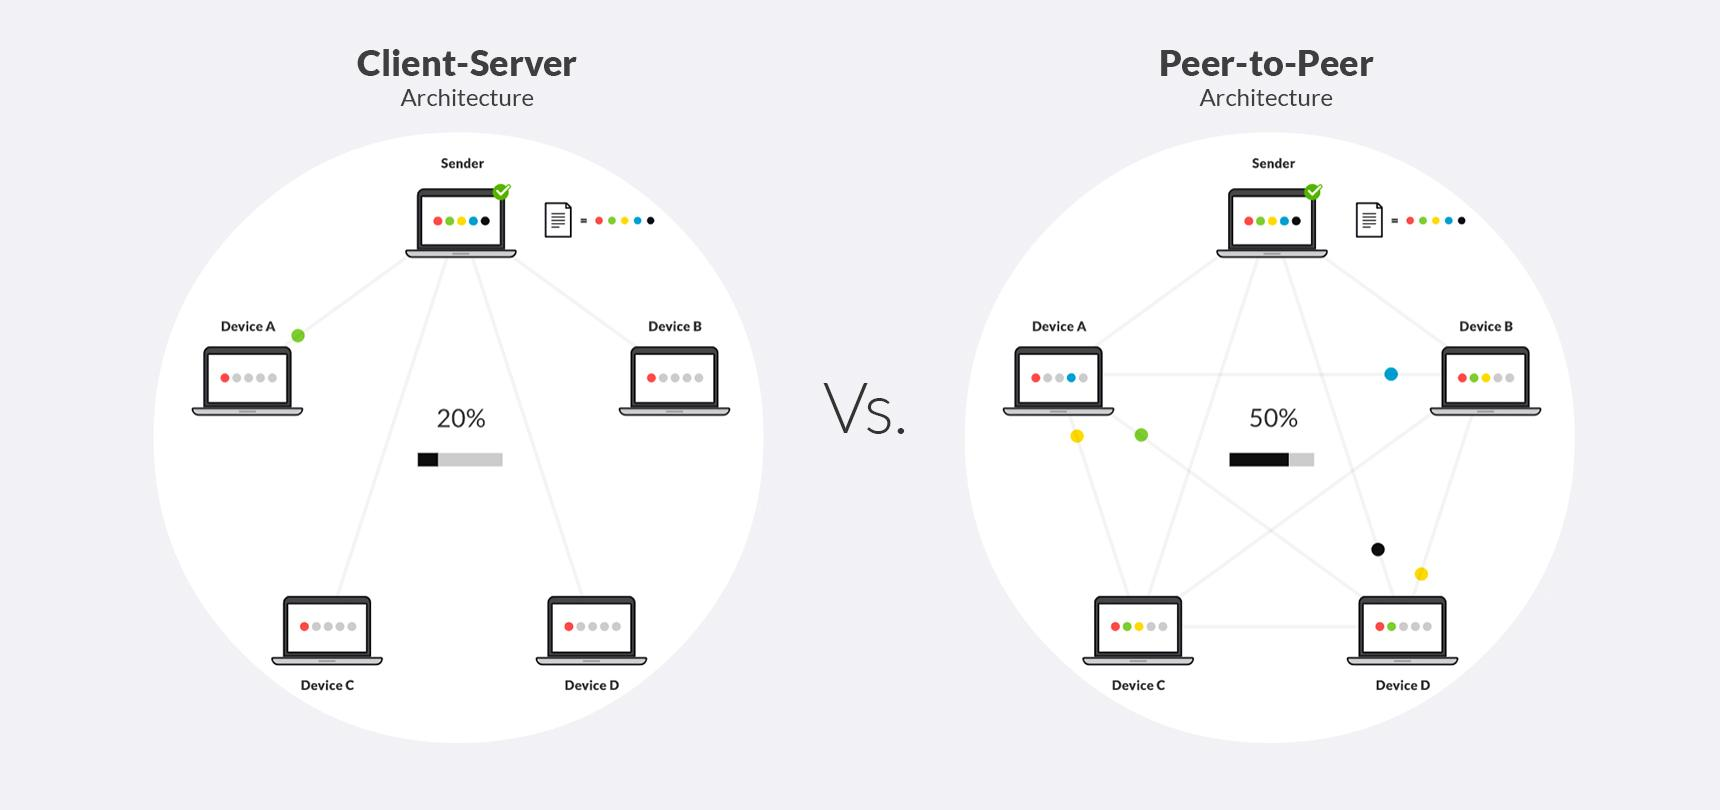 Client-Server
Architecture
Sender
=
Device A
Device B
20%
Device C
Device D
Vs.
Peer-to-Peer
Architecture
Sender
=
Device A
Device B
50%
Device C
Device D